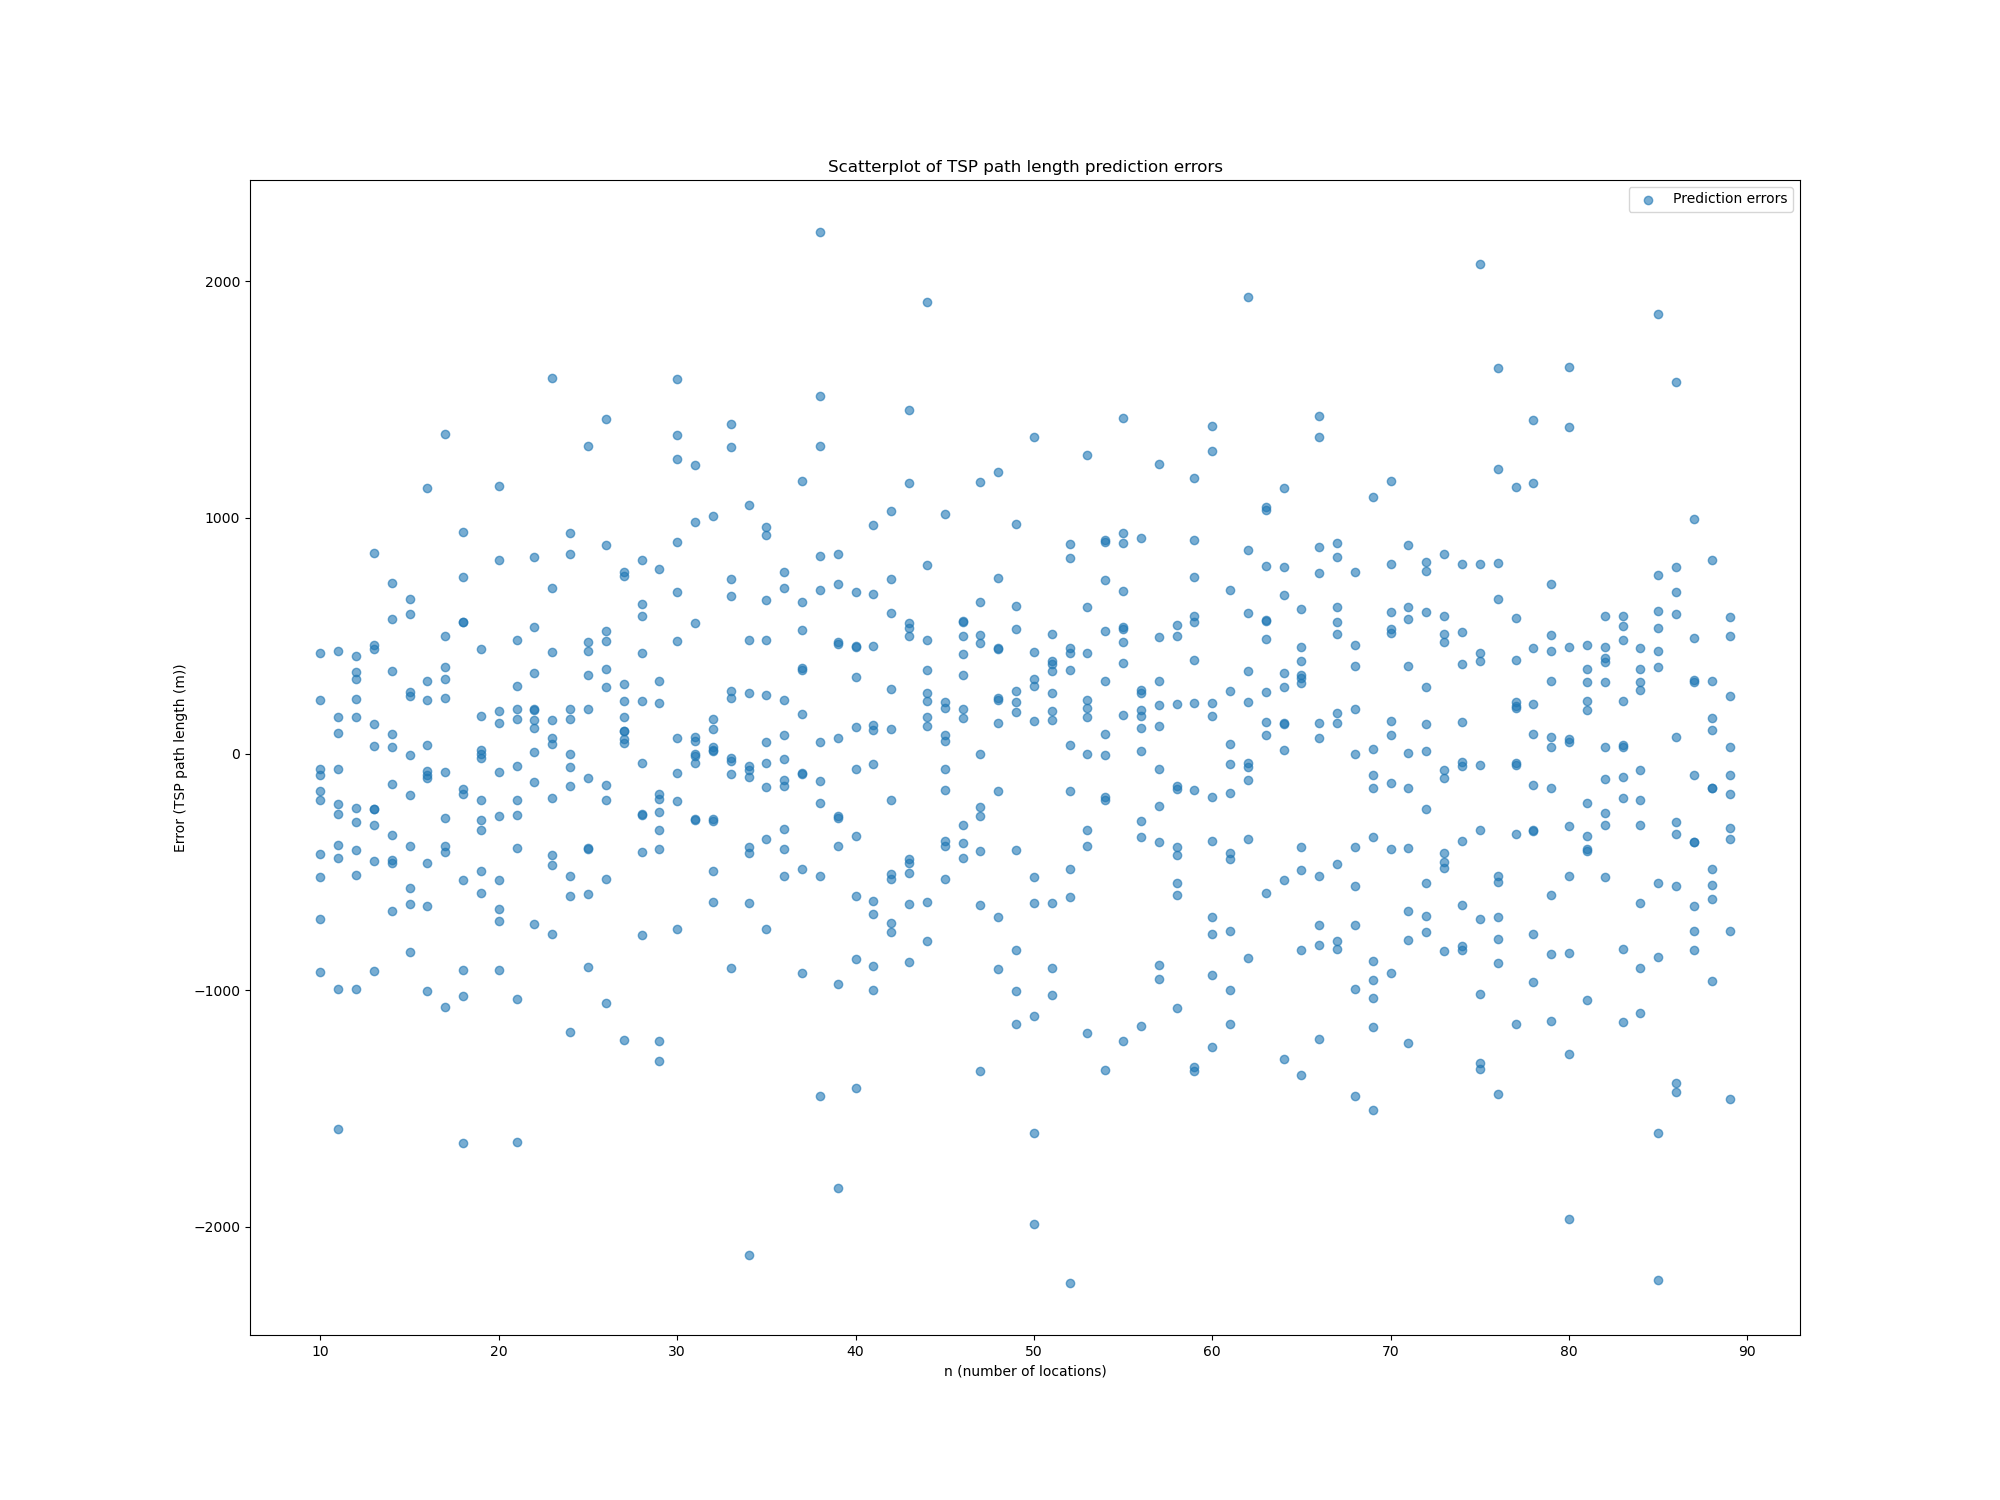 Scatterplot of TSP path length prediction errors
Prediction errors
2000
1000
0
−1000
−2000
Error (TSP path length (m))
10 20 30 40 50 60 70 80 90
n (number of locations)